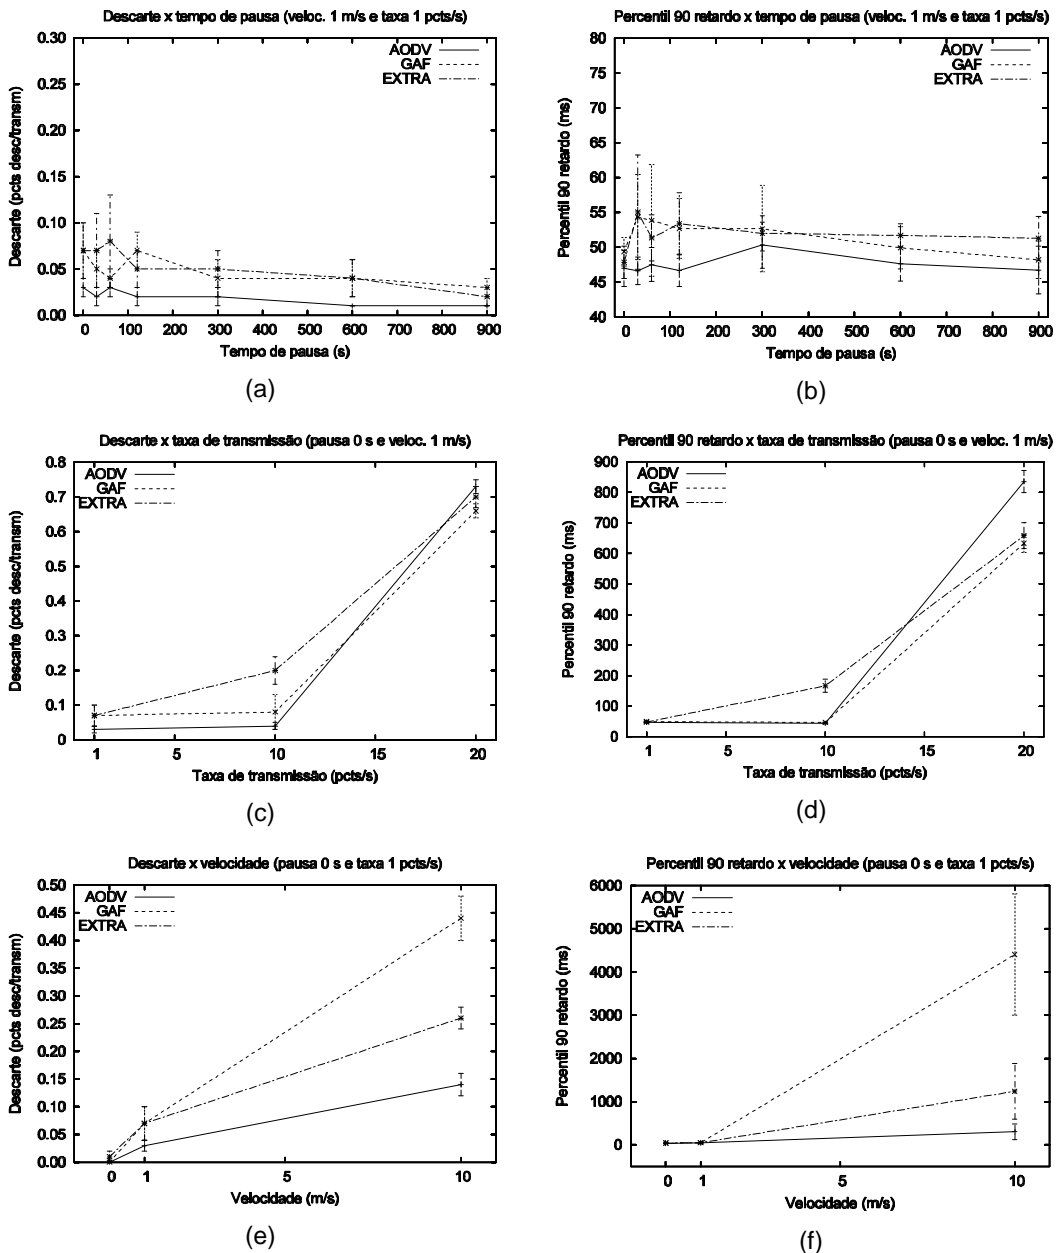 Descarte x tempo de pausa (veloc. 1 m/s e taxa 1 pcts/s)
0.30
0.25
0.20
0.15
0.10
0.05
0.00
Descarte (pcts desc/transm)
AODV
GAF
EXTRA
0 100 200 300 400 500 600 700 800 900
Tempo de pausa (s)
(a)
Percentil 90 retardo x tempo de pausa (veloc. 1 m/s e taxa 1 pcts/s)
80
75
70
65
60
55
50
45
40
Percentil 90 retardo (ms)
AODV
GAF
EXTRA
0 100 200 300 400 500 600 700 800 900
Tempo de pausa (s)
(b)
Descarte x taxa de transmissão (pausa 0 s e veloc. 1 m/s)
0.8
0.7
0.6
0.5
0.4
0.3
0.2
0.1
0
Descarte (pcts desc/transm)
AODV
GAF
EXTRA
1 5 10 15 20
Taxa de transmissão (pcts/s)
(c)
Percentil 90 retardo x taxa de transmissão (pausa 0 s e veloc. 1 m/s)
900
800
700
600
500
400
300
200
100
0
Percentil 90 retardo (ms)
AODV
GAF
EXTRA
1 5 10 15 20
Taxa de transmissão (pcts/s)
(d)
Descarte x velocidade (pausa 0 s e taxa 1 pcts/s)
0.50
0.45
0.40
0.35
0.30
0.25
0.20
0.15
0.10
0.05
0.00
Descarte (pcts desc/transm)
AODV
GAF
EXTRA
0 1 5 10
Velocidade (m/s)
(e)
Percentil 90 retardo x velocidade (pausa 0 s e taxa 1 pcts/s)
6000
5000
4000
3000
2000
1000
0
Percentil 90 retardo (ms)
AODV
GAF
EXTRA
0 1 5 10
Velocidade (m/s)
(f)